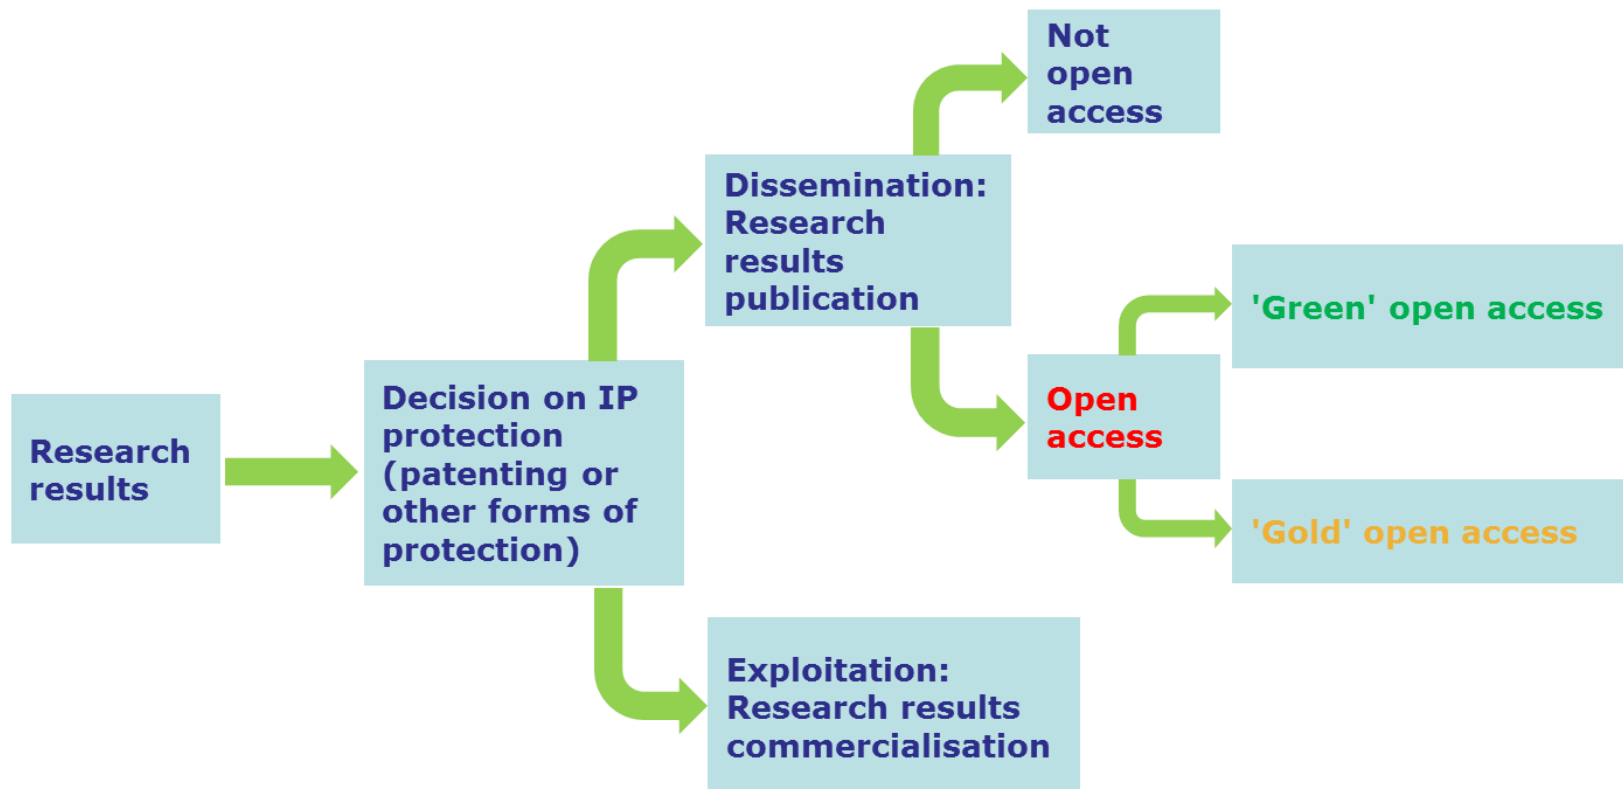 Research
results
Decision on IP
protection
(patenting or
other forms of
protection)
Dissemination:
Research
results
publication
Exploitation:
Research results
commercialisation
Not
open
access
Open
access
'Green' open access
'Gold' open access